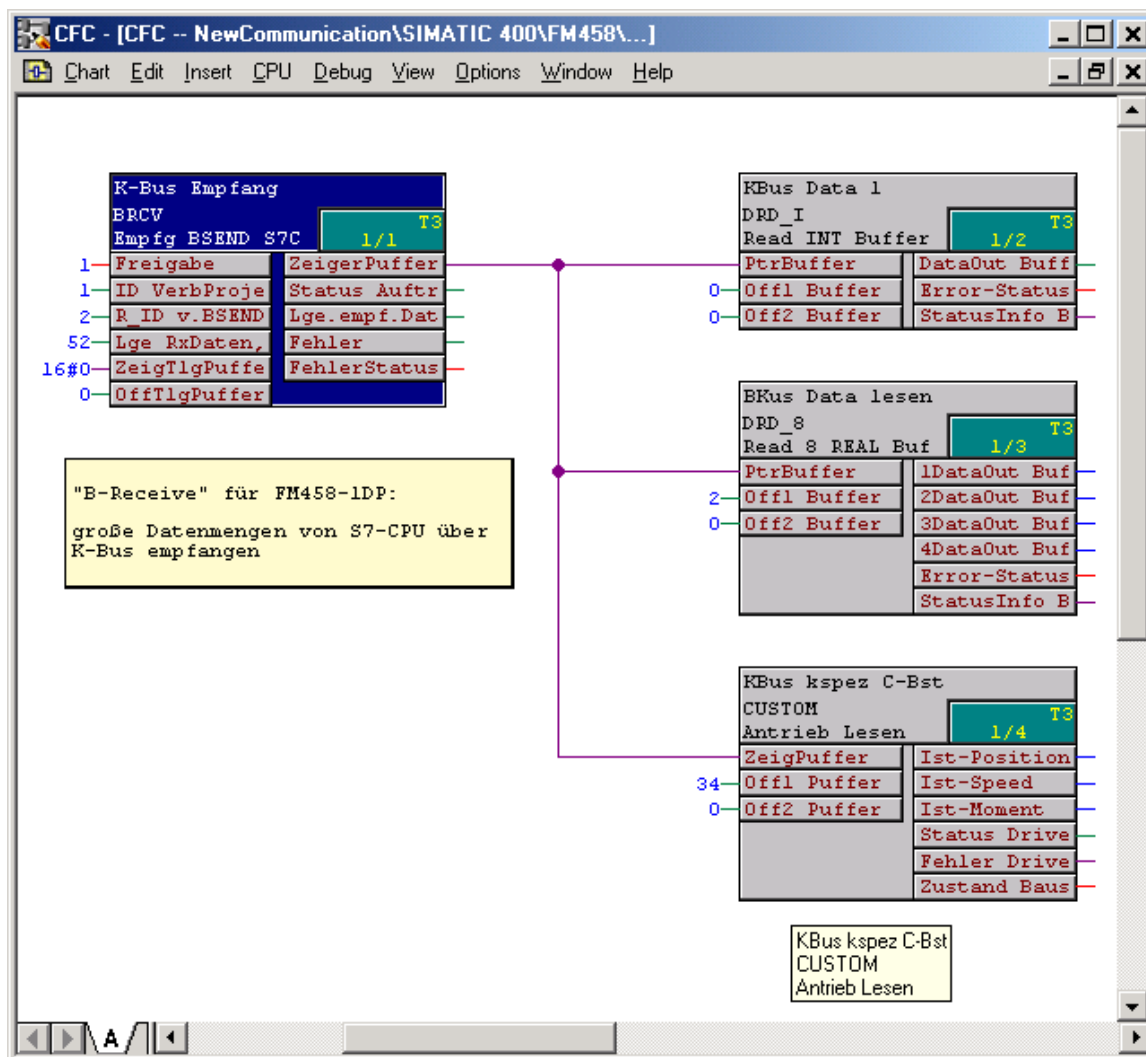 CFC - [CFC -- NewCommunication\SIMATIC 400\FM458\...]
Chart Edit Insert CPU Debug View Options Window Help
K-Bus Empfang
BRCV
Empfg BSEND S7C
T3
1/1
1 Freigabe ZeigerPuffer
1 ID VerbProje Status Auftr
2 R_ID v.BSEND Lge.empf.Dat
52 Lge RxDaten, Fehler
16#0 ZeigTlgPuffe FehlerStatus
0 OffTlgPuffer
"B-Receive" für FM458-1DP:
große Datenmengen von S7-CPU über
K-Bus empfangen
KBus Data 1
DRD_I
Read INT Buffer
T3
1/2
PtrBuffer DataOut Buff
0 Off1 Buffer Error-Status
0 Off2 Buffer StatusInfo B
BKus Data lesen
DRD_8
Read 8 REAL Buf
T3
1/3
PtrBuffer 1DataOut Buf
2 Off1 Buffer 2DataOut Buf
0 Off2 Buffer 3DataOut Buf
4DataOut Buf
Error-Status
StatusInfo B
KBus kspez C-Bst
CUSTOM
Antrieb Lesen
T3
1/4
ZeigPuffer Ist-Position
34 Off1 Puffer Ist-Speed
0 Off2 Puffer Ist-Moment
Status Drive
Fehler Drive
Zustand Baus
KBus kspez C-Bst
CUSTOM
Antrieb Lesen
A